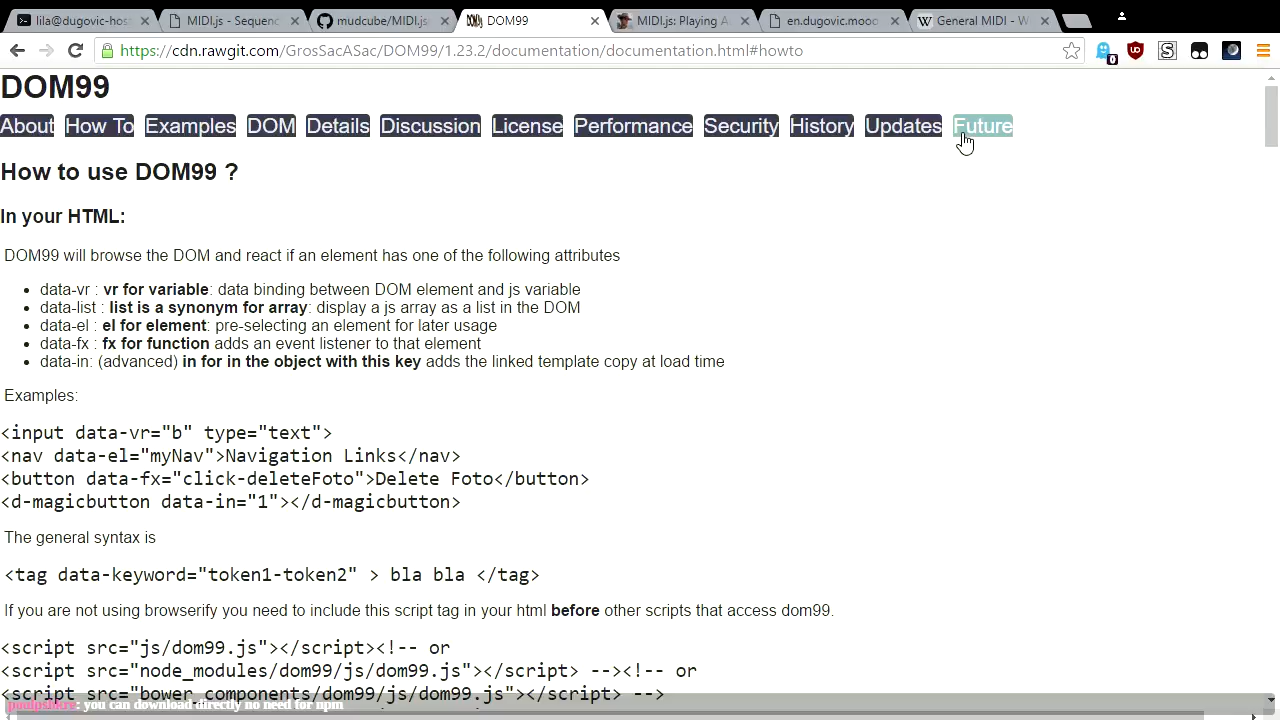 lila@dugovic-host
MIDI.js - Sequenc
mudcube/MIDI.js
DOM99
MIDI.js: Playing A
en.dugovic.mooo
General MIDI - W
https://cdn.rawgit.com/GrosSacASac/DOM99/1.23.2/documentation/documentation.html#howto
DOM99
About How To Examples DOM Details Discussion License Performance Security History Updates Future
How to use DOM99 ?
In your HTML:
DOM99 will browse the DOM and react if an element has one of the following attributes
data-vr : vr for variable: data binding between DOM element and js variable
data-list : list is a synonym for array: display a js array as a list in the DOM
data-el : el for element: pre-selecting an element for later usage
data-fx : fx for function adds an event listener to that element
data-in: (advanced) in for in the object with this key adds the linked template copy at load time
Examples:
<input data-vr="b" type="text">
<nav data-el="myNav">Navigation Links</nav>
<button data-fx="click-deleteFoto">Delete Foto</button>
<d-magicbutton data-in="1"></d-magicbutton>
The general syntax is
<tag data-keyword="token1-token2" > bla bla </tag>
If you are not using browserify you need to include this script tag in your html before other scripts that access dom99.
<script src="js/dom99.js"></script><!-- or
<script src="node_modules/dom99/js/dom99.js"></script> --><!-- or
<script src="bower_components/dom99/js/dom99.js"></script> -->
: you can download directly no need for npm